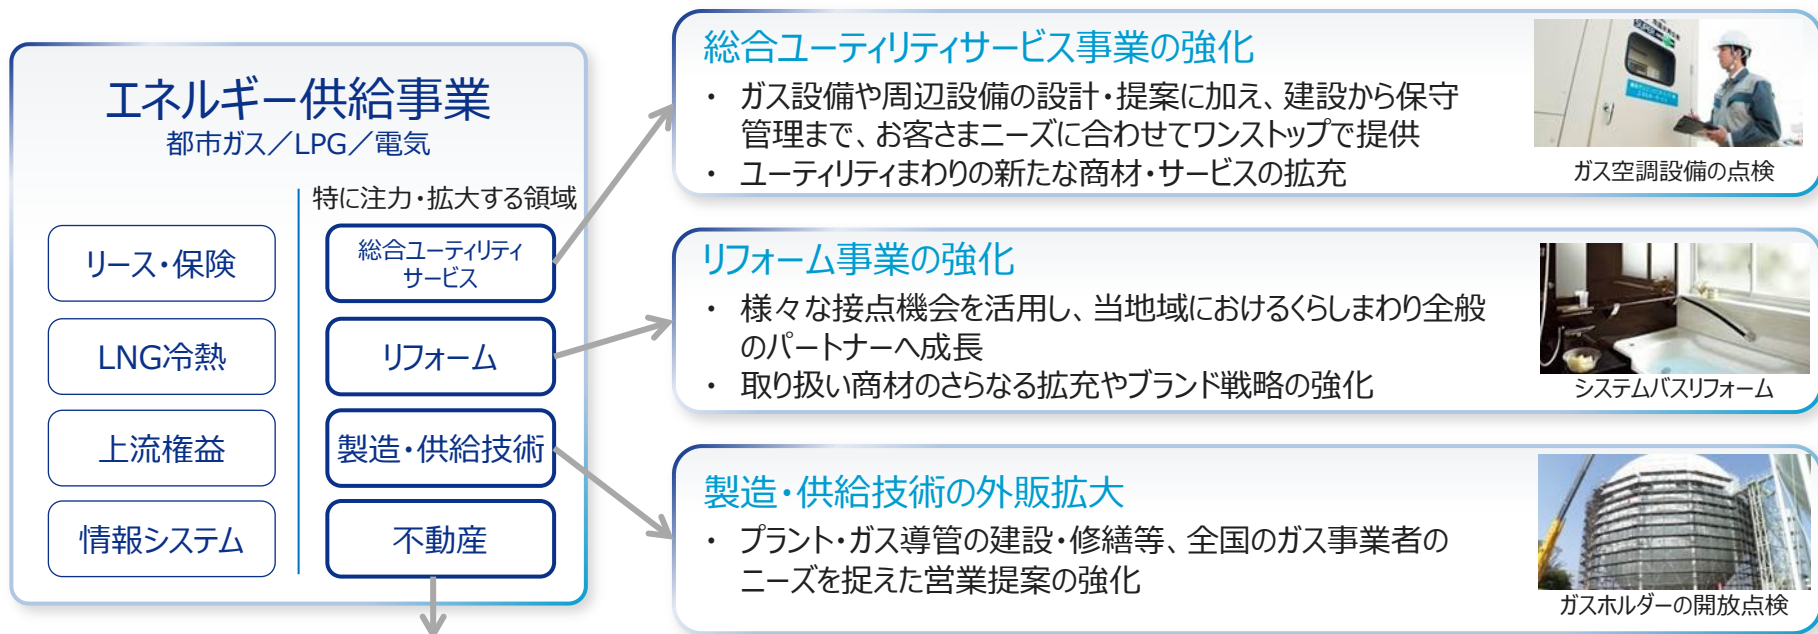 エネルギー供給事業
都市ガス／LPG／電気
特に注力・拡大する領域
リース・保険
LNG冷熱
上流権益
情報システム
総合ユーティリティ
サービス
リフォーム
製造・供給技術
不動産
総合ユーティリティサービス事業の強化
・ ガス設備や周辺設備の設計・提案に加え、建設から保守
管理まで、お客さまニーズに合わせてワンストップで提供
・ ユーティリティまわりの新たな商材・サービスの拡充
ガス空調設備の点検
リフォーム事業の強化
・ 様々な接点機会を活用し、当地域におけるくらしまわり全般
のパートナーへ成長
・ 取り扱い商材のさらなる拡充やブランド戦略の強化
システムバスリフォーム
製造・供給技術の外販拡大
・ プラント・ガス導管の建設・修繕等、全国のガス事業者の
ニーズを捉えた営業提案の強化
ガスホルダーの開放点検